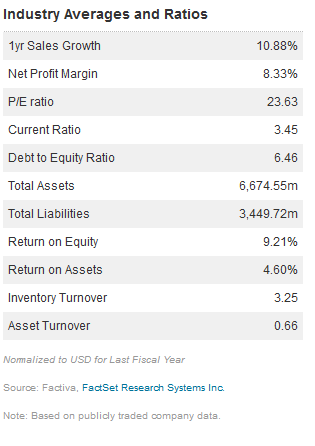 Industry Averages and Ratios
1yr Sales Growth 10.88%
Net Profit Margin 8.33%
P/E ratio 23.63
Current Ratio 3.45
Debt to Equity Ratio 6.46
Total Assets 6,674.55m
Total Liabilities 3,449.72m
Return on Equity 9.21%
Return on Assets 4.60%
Inventory Turnover 3.25
Asset Turnover 0.66
Normalized to USD for Last Fiscal Year
Source: Factiva, FactSet Research Systems Inc.
Note: Based on publicly traded company data.